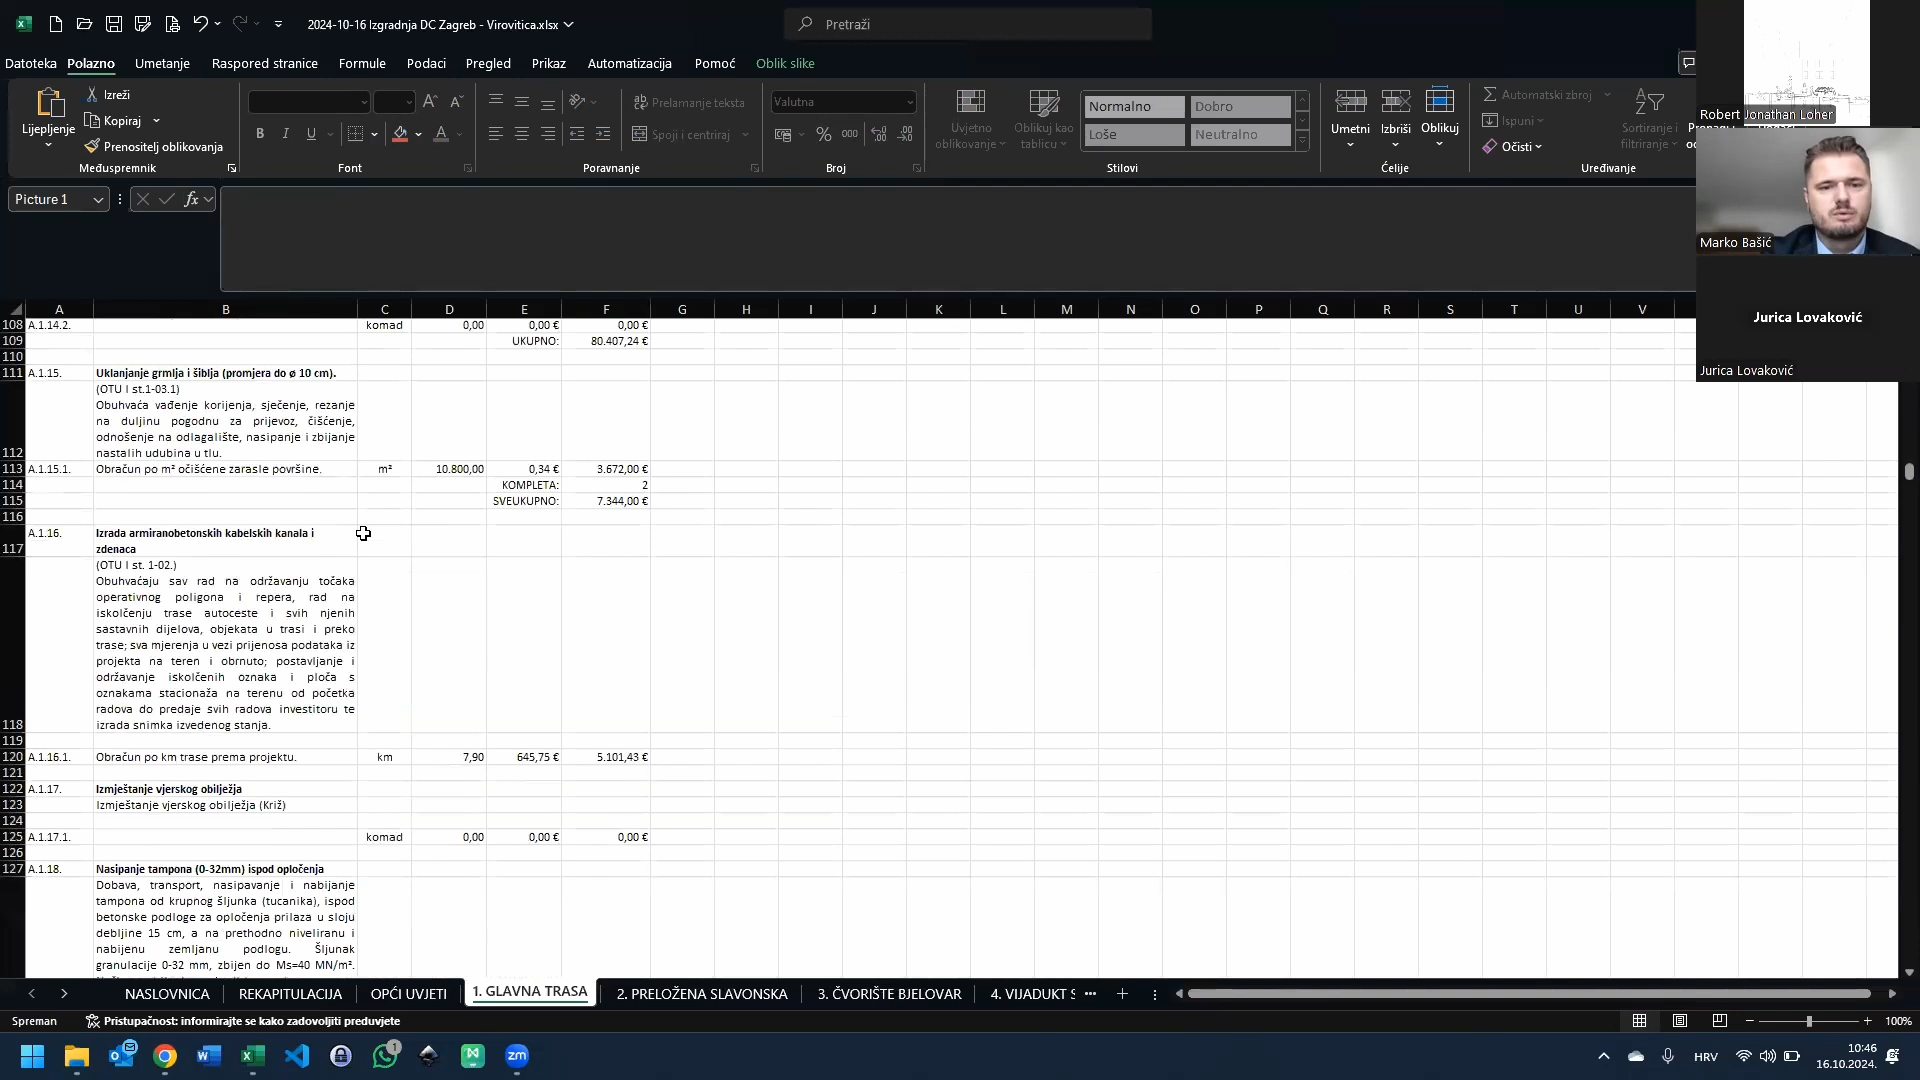 2024-10-16 Izgradnja DC Zagreb - Virovitica.xlsx
Pretraži
Datoteka Polazno Umetanje Raspored stranice Formule Podaci Pregled Prikaz Automatizacija Pomoć Oblik slike
Lijepljenje
Izreži
Kopiraj
Prenositelj oblikovanja
Međuspremnik
B I U
Font
Prelamanje teksta
Spoji i centriraj
Poravnanje
Valutna
% 000
Broj
Uvjetno oblikovanje
Oblikuj kao tablicu
Normalno Dobro
Loše Neutralno
Stilovi
Umetni Izbriši Oblikuj
Ćelije
Automatski zbroj
Ispuni
Očisti
Sortiranje i
filtriranje
Uređivanje
Robert Jonathan Loher
Marko Bašić
Jurica Lovaković
Jurica Lovaković
Picture 1
fx
A B C D E F G H I J K L M N O P Q R S T U V
108 A.1.14.2. komad 0,00 0,00 € 0,00 €
109 UKUPNO: 80.407,24 €
110
111 A.1.15. Uklanjanje grmlja i šiblja (promjera do ø 10 cm).
(OTU I st.1-03.1)
Obuhvaća vađenje korijenja, sječenje, rezanje
na duljinu pogodnu za prijevoz, čišćenje,
odnošenje na odlagalište, nasipanje i zbijanje
112 nastalih udubina u tlu.
113 A.1.15.1. Obračun po m² očišćene zarasle površine. m² 10.800,00 0,34 € 3.672,00 €
114 KOMPLETA: 2
115 SVEUKUPNO: 7.344,00 €
116
A.1.16. Izrada armiranobetonskih kabelskih kanala i
117 zdenaca
(OTU I st. 1-02.)
Obuhvaćaju sav rad na održavanju točaka
operativnog poligona i repera, rad na
iskolčenju trase autoceste i svih njenih
sastavnih dijelova, objekata u trasi i preko
trase; sva mjerenja u vezi prijenosa podataka iz
projekta na teren i obrnuto; postavljanje i
održavanje iskolčenih oznaka i ploča s
oznakama stacionaža na terenu od početka
radova do predaje svih radova investitoru te
118 izrada snimka izvedenog stanja.
119
120 A.1.16.1. Obračun po km trase prema projektu. km 7,90 645,75 € 5.101,43 €
121
122 A.1.17. Izmještanje vjerskog obilježja
123 Izmještanje vjerskog obilježja (Križ)
124
125 A.1.17.1. komad 0,00 0,00 € 0,00 €
126
127 A.1.18. Nasipanje tampona (0-32mm) ispod opločenja
Dobava, transport, nasipavanje i nabijanje
tampona od krupnog šljunka (tucanika), ispod
betonske podloge za opločenja prilaza u sloju
debljine 15 cm, a na prethodno niveliranu i
nabijenu zemljanu podlogu. Šljunak
granulacije 0-32 mm, zbijen do Ms=40 MN/m².
NASLOVNICA REKAPITULACIJA OPĆI UVJETI 1. GLAVNA TRASA 2. PRELOŽENA SLAVONSKA 3. ČVORIŠTE BJELOVAR 4. VIJADUKT S
Spreman Pristupačnost: informirajte se kako zadovoljiti preduvjete 100%
1
zm
HRV
10:46
16.10.2024.